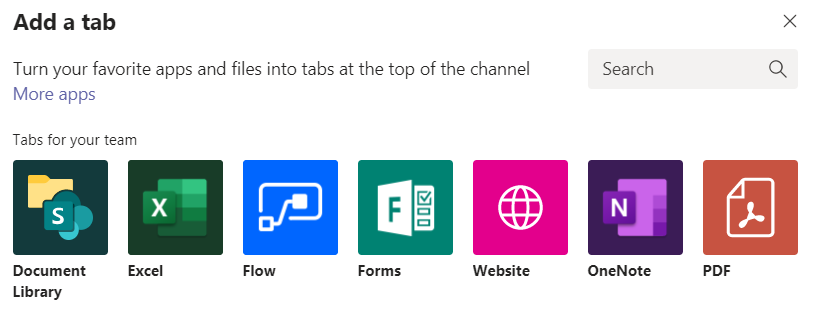 Add a tab
Turn your favorite apps and files into tabs at the top of the channel
Search
More apps
Tabs for your team
S
X
F
N
Document
Library
Excel
Flow
Forms
Website
OneNote
PDF